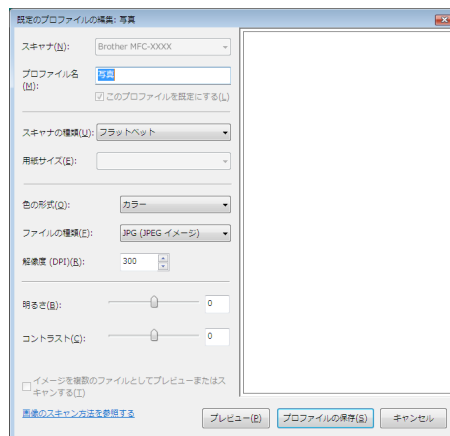 既定のプロファイルの編集: 写真
スキャナ(N):
Brother MFC-XXXX
プロファイル名
(M):
写真
このプロファイルを既定にする(L)
スキャナの種類(U):
フラットベット
用紙サイズ(E):
色の形式(O):
カラー
ファイルの種類(F):
JPG (JPEG イメージ)
解像度 (DPI)(R):
300
明るさ(B):
0
コントラスト(C):
0
イメージを複数のファイルとしてプレビューまたはス
キャンする(T)
画像のスキャン方法を参照する
プレビュー(P)
プロファイルの保存(S)
キャンセル